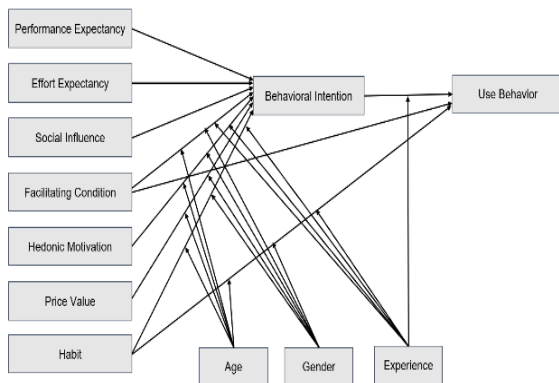 Performance Expectancy
Effort Expectancy
Behavioral Intention
Use Behavior
Social Influence
Facilitating Condition
Hedonic Motivation
Price Value
Habit
Age
Gender
Experience